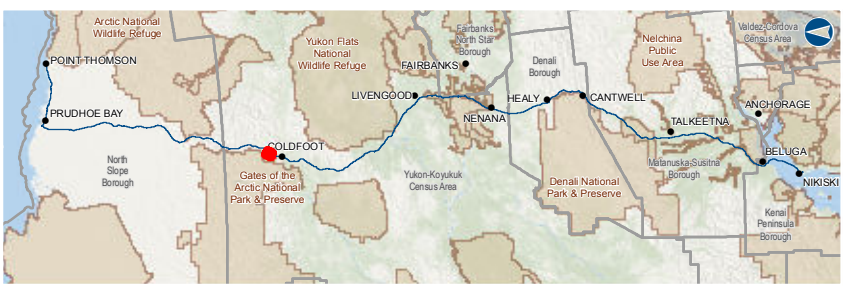 Arctic National
Wildlife Refuge
POINT THOMSON
PRUDHOE BAY
North
Slope
Borough
COLDFOOT
Gates of the
Arctic National
Park & Preserve
Yukon Flats
National
Wildlife Refuge
LIVENGOOD
Fairbanks
North Star
Borough
FAIRBANKS
NENANA
Yukon-Koyukuk
Census Area
Denali
Borough
HEALY
CANTWELL
Denali National
Park & Preserve
Nelchina
Public
Use Area
TALKEETNA
Matanuska-Susitna
Borough
Valdez-Cordova
Census Area
ANCHORAGE
BELUGA
NIKISKI
Kenai
Peninsula
Borough